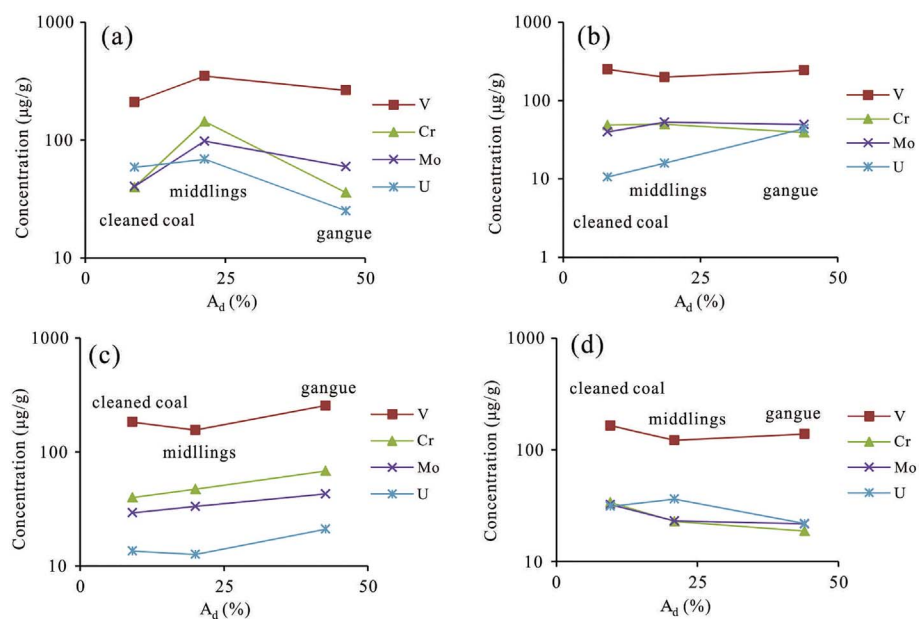 (a)
1000
100
10
Concentration (μg/g)
V
Cr
Mo
U
cleaned coal
middlings
gangue
0
25
50
A_d (%)
(b)
1000
100
10
1
Concentration (μg/g)
V
Cr
Mo
U
cleaned coal
middlings
gangue
0
25
50
A_d (%)
(c)
1000
100
10
Concentration (μg/g)
V
Cr
Mo
U
cleaned coal
midllings
gangue
0
25
50
A_d (%)
(d)
1000
100
10
Concentration (μg/g)
V
Cr
Mo
U
cleaned coal
middlings
gangue
0
25
50
A_d (%)